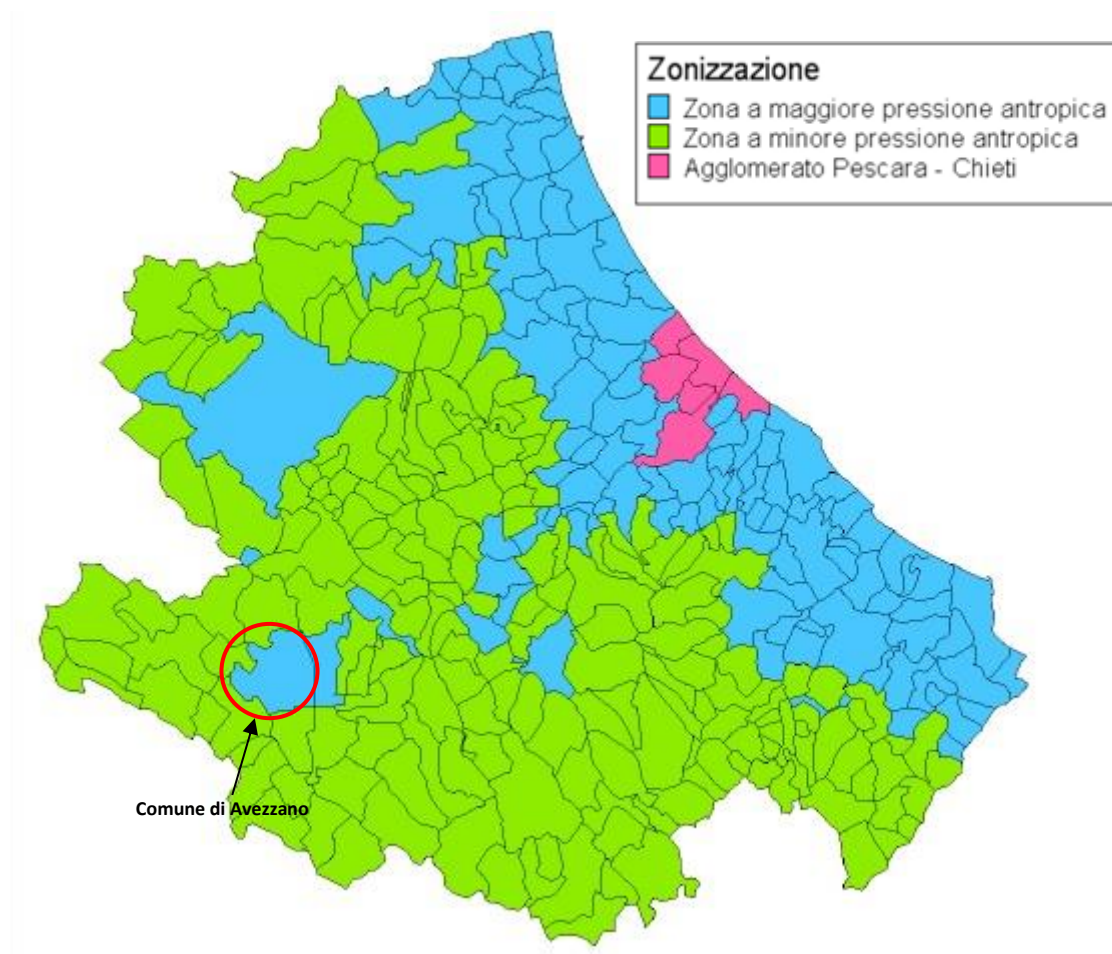 Zonizzazione
Zona a maggiore pressione antropica
Zona a minore pressione antropica
Agglomerato Pescara - Chieti
Comune di Avezzano